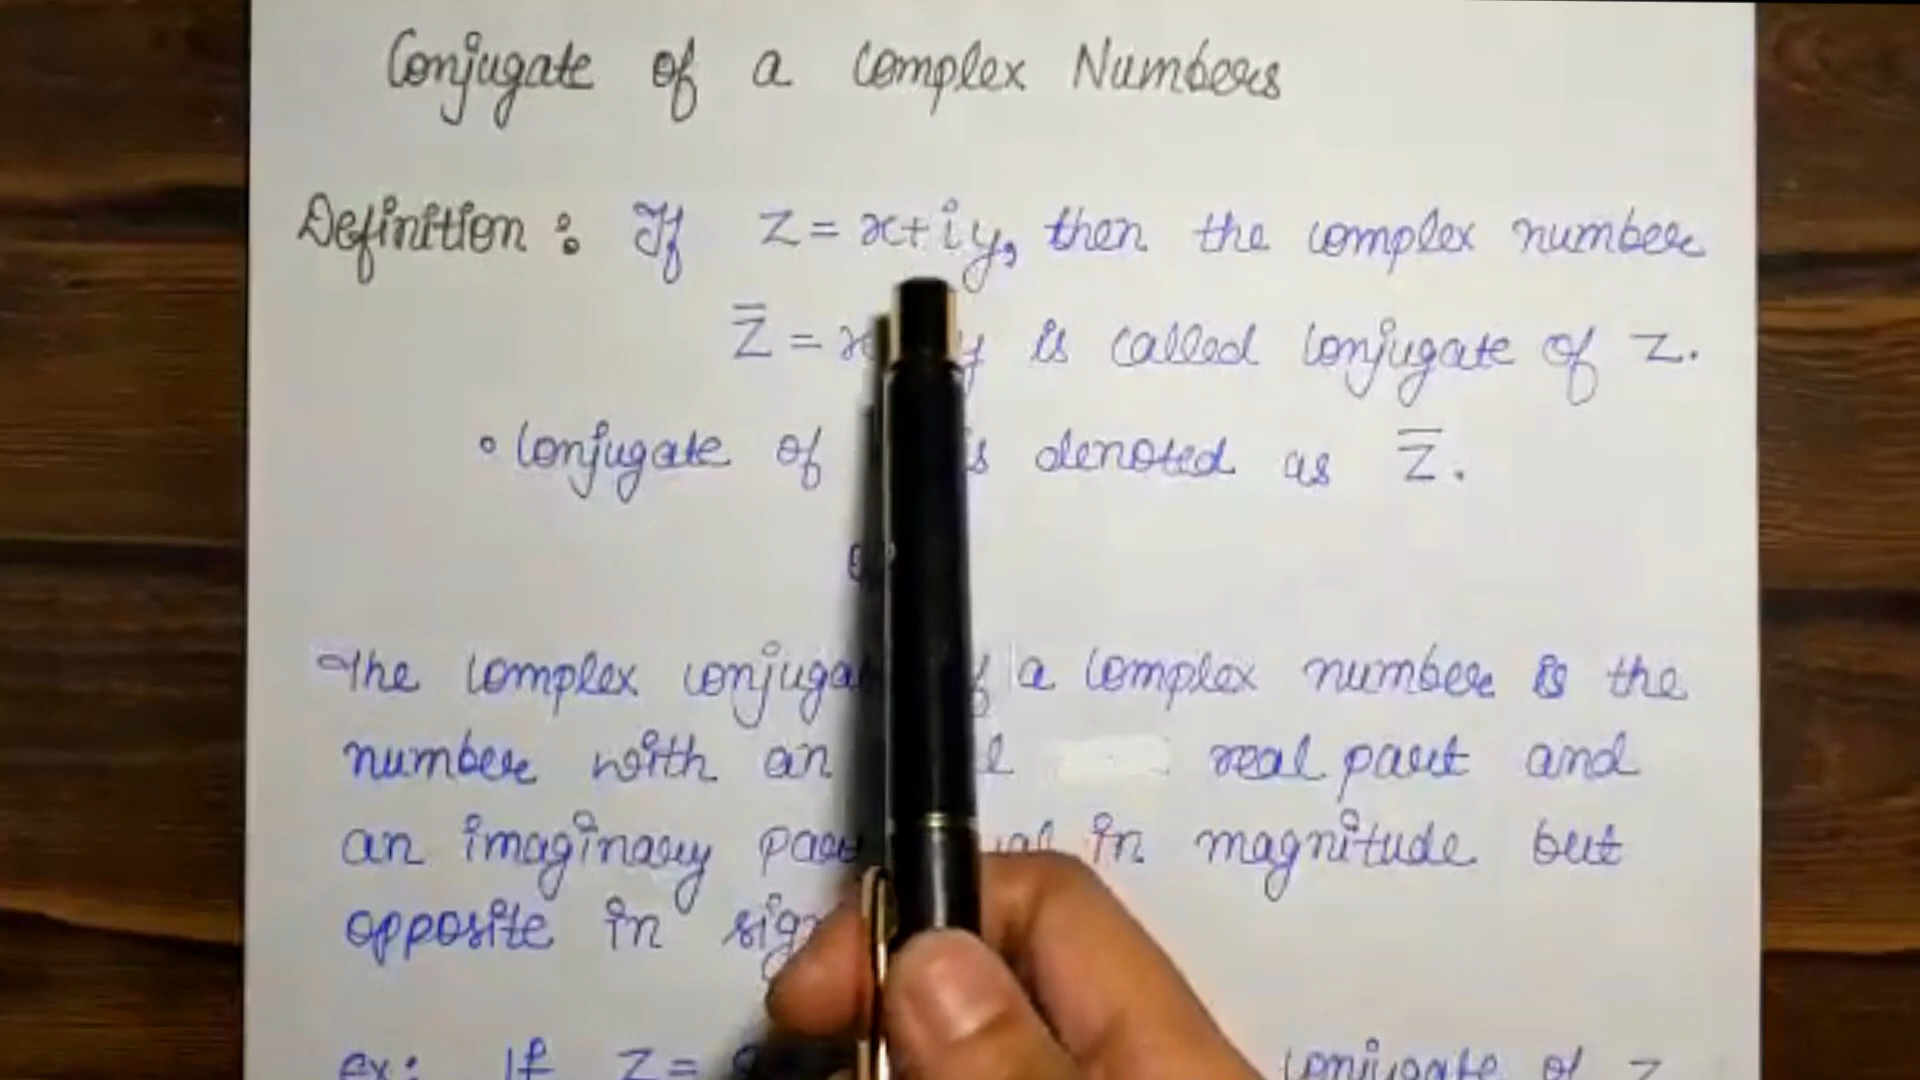 Conjugate of a complex Numbers
Definition : If z = x+iy, then the complex number
z̅ = x y is called conjugate of z.
• conjugate of is denoted as z̅.
The complex a complex number is the
number with an real part and
an imaginary in magnitude but
opposite in
ex: If z = conjugate of z